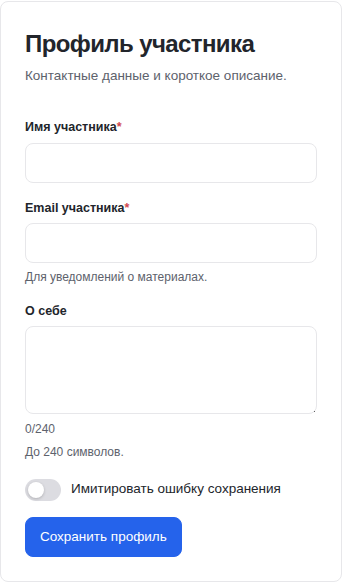 Профиль участника
Контактные данные и короткое описание.
Имя участника*
Email участника*
Для уведомлений о материалах.
О себе
0/240
До 240 символов.
Имитировать ошибку сохранения
Сохранить профиль